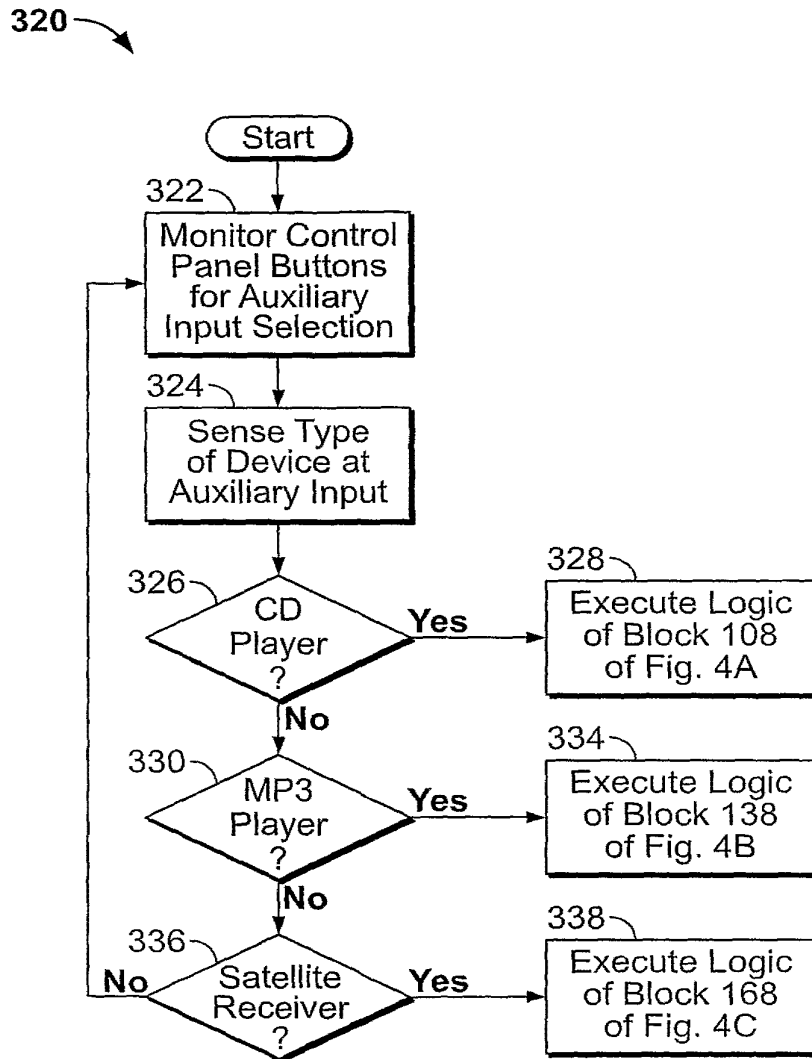 320
Start
322
Monitor Control
Panel Buttons
for Auxiliary
Input Selection
324
Sense Type
of Device at
Auxiliary Input
326
CD
Player
?
Yes
328
Execute Logic
of Block 108
of Fig. 4A
No
330
MP3
Player
?
Yes
334
Execute Logic
of Block 138
of Fig. 4B
No
336
Satellite
Receiver
?
No
Yes
338
Execute Logic
of Block 168
of Fig. 4C